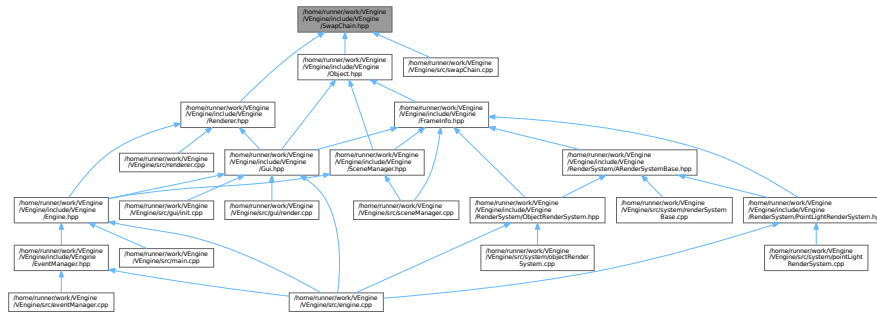 /home/runner/work/VEngine
/VEngine/include/VEngine
/SwapChain.hpp
/home/runner/work/VEngine
/VEngine/include/VEngine
/Object.hpp
/home/runner/work/VEngine
/VEngine/src/swapChain.cpp
/home/runner/work/VEngine
/VEngine/include/VEngine
/Renderer.hpp
/home/runner/work/VEngine
/VEngine/include/VEngine
/FrameInfo.hpp
/home/runner/work/VEngine
/VEngine/src/renderer.cpp
/home/runner/work/VEngine
/VEngine/include/VEngine
/Gui.hpp
/home/runner/work/VEngine
/VEngine/include/VEngine
/SceneManager.hpp
/home/runner/work/VEngine
/VEngine/include/VEngine
/RenderSystem/ARenderSystemBase.hpp
/home/runner/work/VEngine
/VEngine/include/VEngine
/Engine.hpp
/home/runner/work/VEngine
/VEngine/src/gui/init.cpp
/home/runner/work/VEngine
/VEngine/src/gui/render.cpp
/home/runner/work/VEngine
/VEngine/src/sceneManager.cpp
/home/runner/work/VEngine
/VEngine/include/VEngine
/RenderSystem/ObjectRenderSystem.hpp
/home/runner/work/VEngine
/VEngine/src/system/renderSystem
Base.cpp
/home/runner/work/VEngine
/VEngine/include/VEngine
/RenderSystem/PointLightRenderSystem.hpp
/home/runner/work/VEngine
/VEngine/include/VEngine
/EventManager.hpp
/home/runner/work/VEngine
/VEngine/src/main.cpp
/home/runner/work/VEngine
/VEngine/src/system/objectRender
System.cpp
/home/runner/work/VEngine
/VEngine/src/system/pointLight
RenderSystem.cpp
/home/runner/work/VEngine
/VEngine/src/eventManager.cpp
/home/runner/work/VEngine
/VEngine/src/engine.cpp